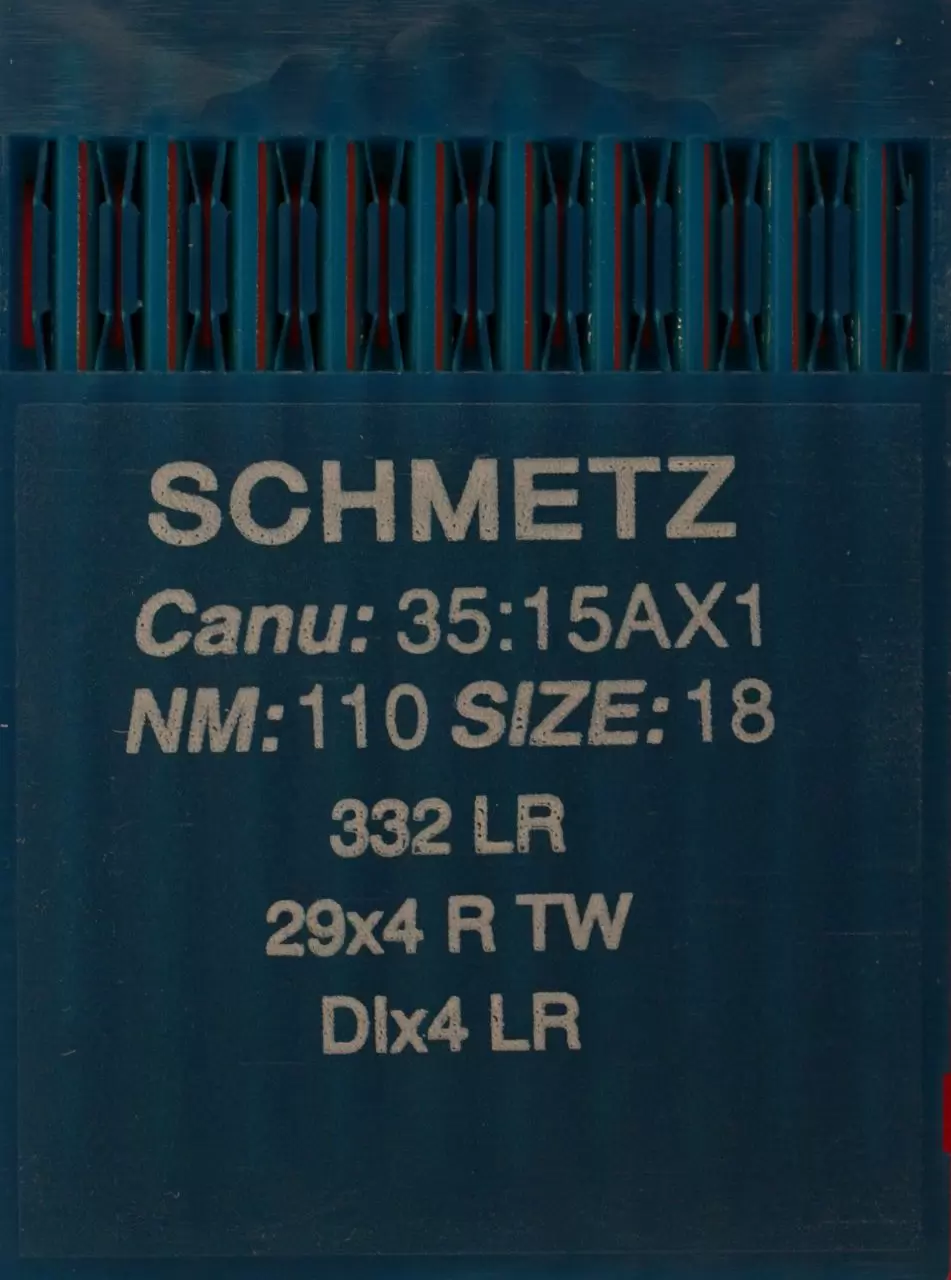 SCHMETZ
Canu: 35:15AX1
NM:110 SIZE:18
332 LR
29x4 R TW
DIx4 LR